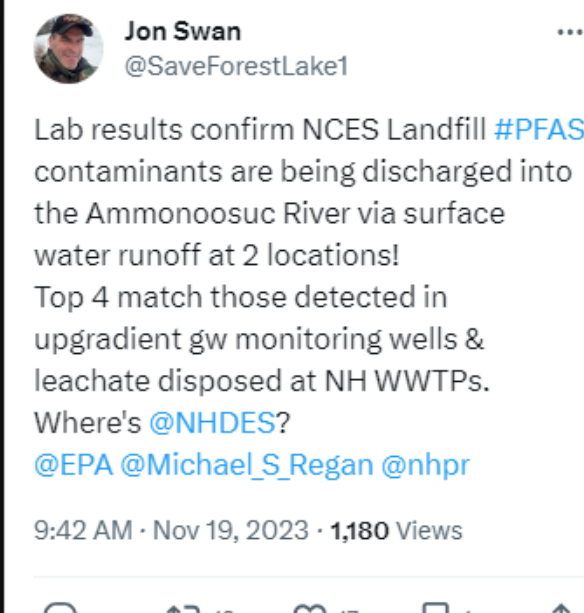 Jon Swan
@SaveForestLake1
Lab results confirm NCES Landfill #PFAS
contaminants are being discharged into
the Ammonoosuc River via surface
water runoff at 2 locations!
Top 4 match those detected in
upgradient gw monitoring wells &
leachate disposed at NH WWTPs.
Where's @NHDES?
@EPA @Michael_S_Regan @nhpr
9:42 AM · Nov 19, 2023 · 1,180 Views